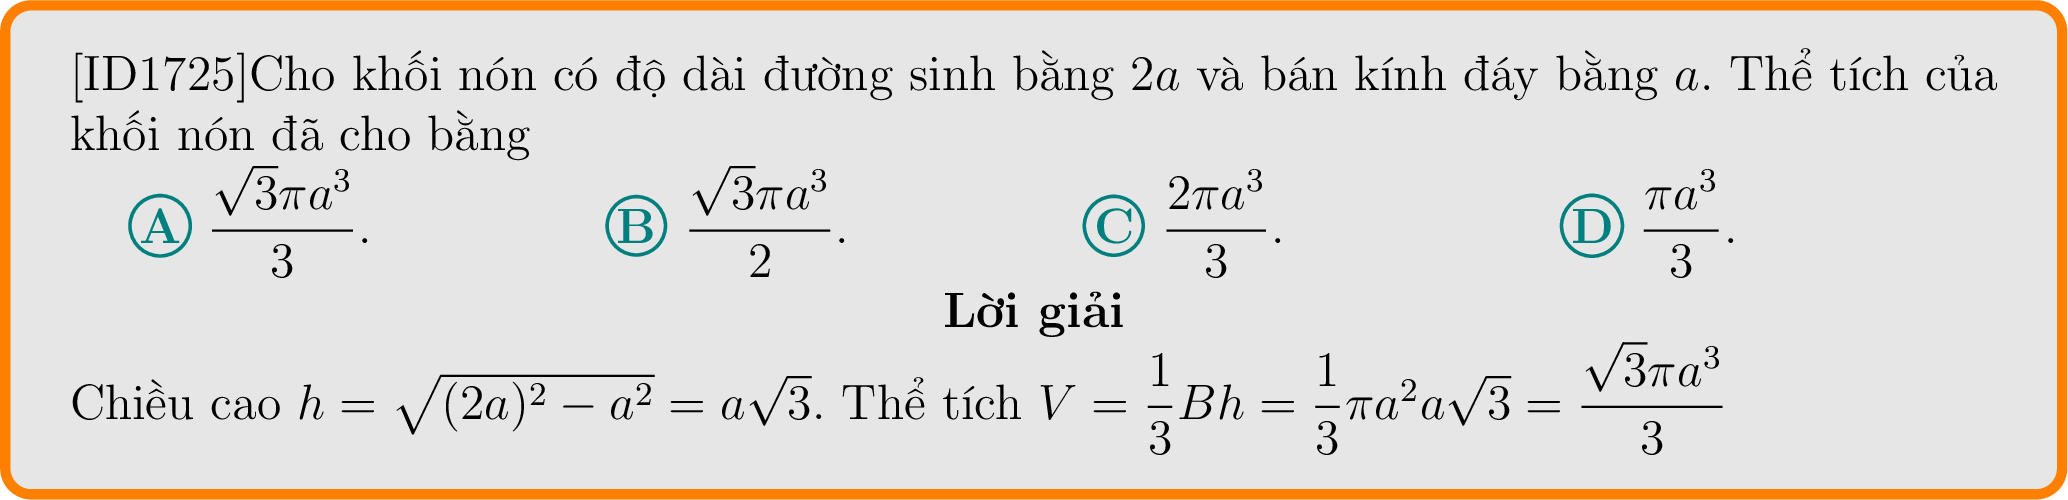 [ID1725]Cho khối nón có độ dài đường sinh bằng 2a và bán kính đáy bằng a. Thể tích của
khối nón đã cho bằng
Ⓐ $\frac{\sqrt{3}\pi a^3}{3}$. Ⓑ $\frac{\sqrt{3}\pi a^3}{2}$. Ⓒ $\frac{2\pi a^3}{3}$. Ⓓ $\frac{\pi a^3}{3}$.
Lời giải
Chiều cao $h = \sqrt{(2a)^2 - a^2} = a\sqrt{3}$. Thể tích $V = \frac{1}{3}Bh = \frac{1}{3}\pi a^2 a\sqrt{3} = \frac{\sqrt{3}\pi a^3}{3}$